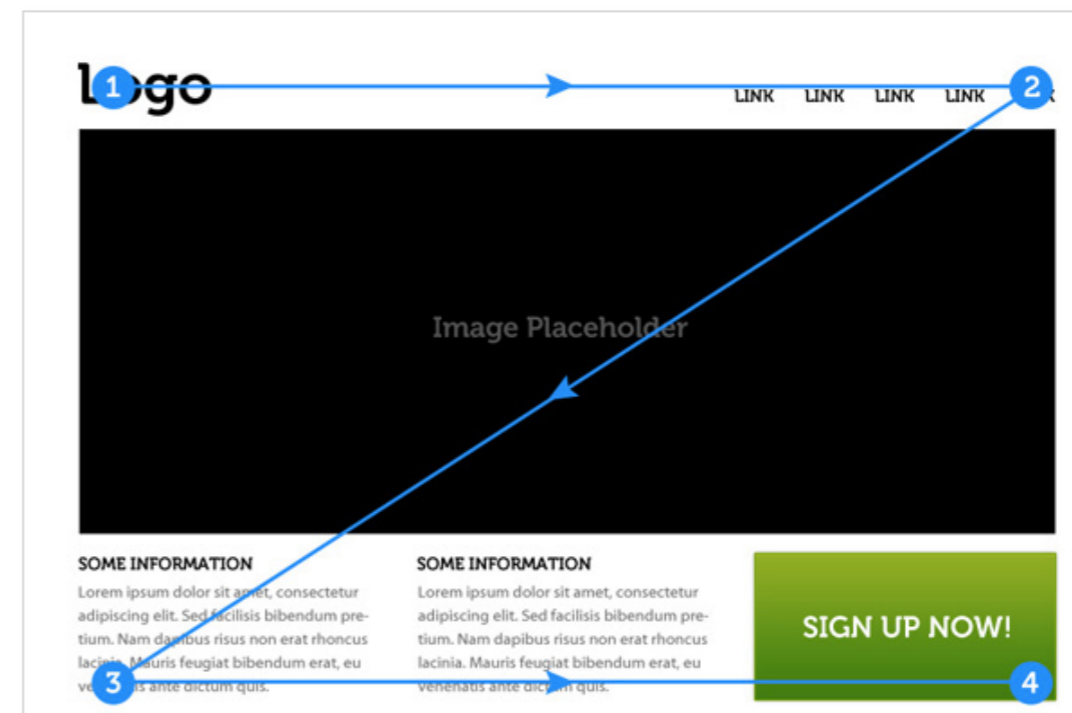 Logo
1
2
LINK LINK LINK LINK
Image Placeholder
SOME INFORMATION
Lorem ipsum dolor sit amet, consectetur
adipiscing elit. Sed facilisis bibendum pre-
tium. Nam dapibus risus non erat rhoncus
lacinia. Mauris feugiat bibendum erat, eu
venenatis ante dictum quis.
3
SOME INFORMATION
Lorem ipsum dolor sit amet, consectetur
adipiscing elit. Sed facilisis bibendum pre-
tium. Nam dapibus risus non erat rhoncus
lacinia. Mauris feugiat bibendum erat, eu
venenatis ante dictum quis.
SIGN UP NOW!
4